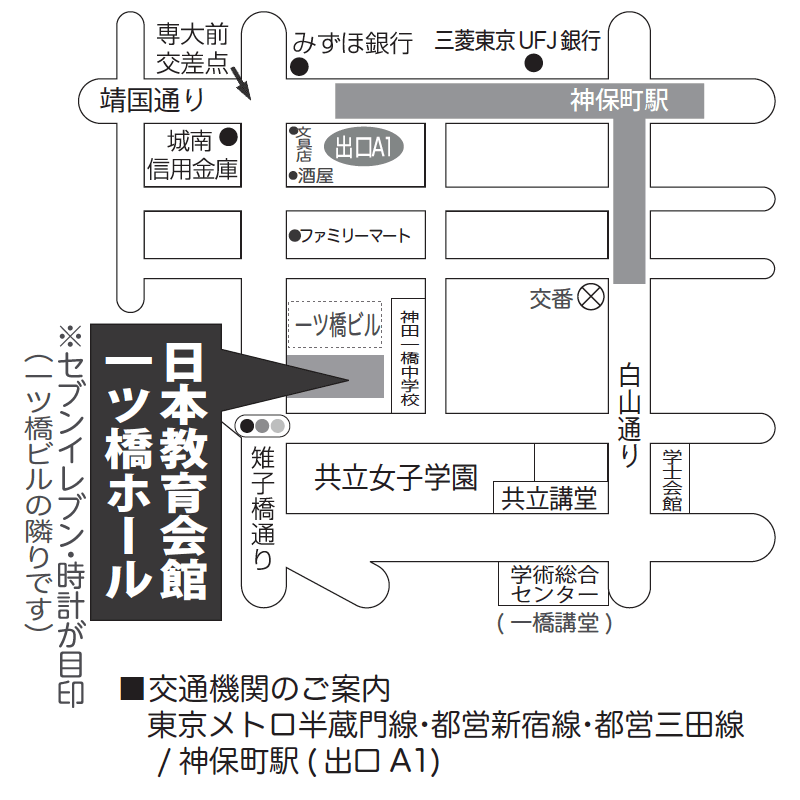 専大前
交差点
みずほ銀行
三菱東京UFJ銀行
靖国通り
神保町駅
城南
信用金庫
文具店
出口A1
酒屋
ファミリーマート
交番
一ツ橋ビル
神田一橋中学校
日本教育会館
一ツ橋ホール
※セブンイレブン・時計が目印
（一ツ橋ビルの隣りです）
白山通り
雉子橋通り
共立女子学園
共立講堂
学士会館
学術総合
センター
(一橋講堂)
■交通機関のご案内
東京メトロ半蔵門線・都営新宿線・都営三田線
/神保町駅(出口A1)